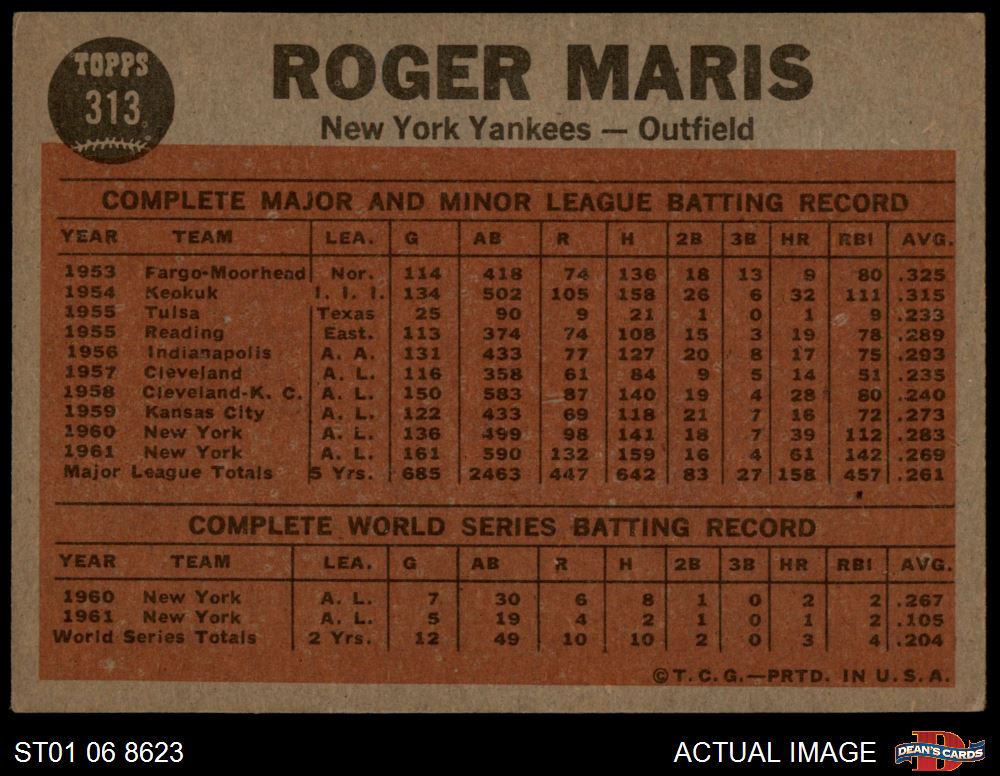 TOPPS
313
ROGER MARIS
New York Yankees — Outfield
COMPLETE MAJOR AND MINOR LEAGUE BATTING RECORD
YEAR TEAM LEA. G AB R H 2B 3B HR RBI AVG.
1953 Fargo-Moorhead Nor. 114 418 74 136 18 13 9 80 .325
1954 Keokuk I. I. I. 134 502 105 158 26 6 32 111 .315
1955 Tulsa Texas 25 90 9 21 1 0 1 9 .233
1955 Reading East. 113 374 74 108 15 3 19 78 .289
1956 Indianapolis A. A. 131 433 77 127 20 8 17 75 .293
1957 Cleveland A. L. 116 358 61 84 9 5 14 51 .235
1958 Cleveland-K. C. A. L. 150 583 87 140 19 4 28 80 .240
1959 Kansas City A. L. 122 433 69 118 21 7 16 72 .273
1960 New York A. L. 136 499 98 141 18 7 39 112 .283
1961 New York A. L. 161 590 132 159 16 4 61 142 .269
Major League Totals 5 Yrs. 685 2463 447 642 83 27 158 457 .261
COMPLETE WORLD SERIES BATTING RECORD
YEAR TEAM LEA. G AB R H 2B 3B HR RBI AVG.
1960 New York A. L. 7 30 6 8 1 0 2 2 .267
1961 New York A. L. 5 19 4 2 1 0 1 2 .105
World Series Totals 2 Yrs. 12 49 10 10 2 0 3 4 .204
© T. C. G.—PRTD. IN U. S. A.
ST01 06 8623
ACTUAL IMAGE
D
DEAN'S CARDS